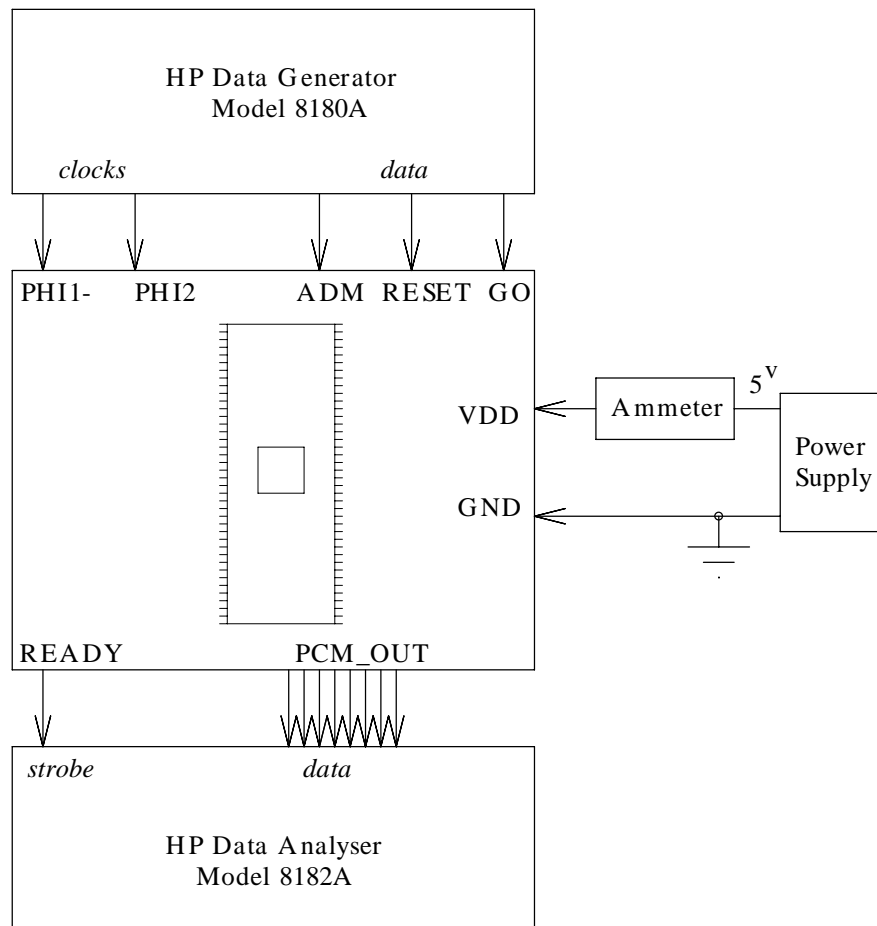 HP Data Generator
Model 8180A
clocks
data
PHI1-
PHI2
ADM
RESET
GO
VDD
Ammeter
5V
Power
Supply
GND
READY
PCM_OUT
strobe
data
HP Data Analyser
Model 8182A